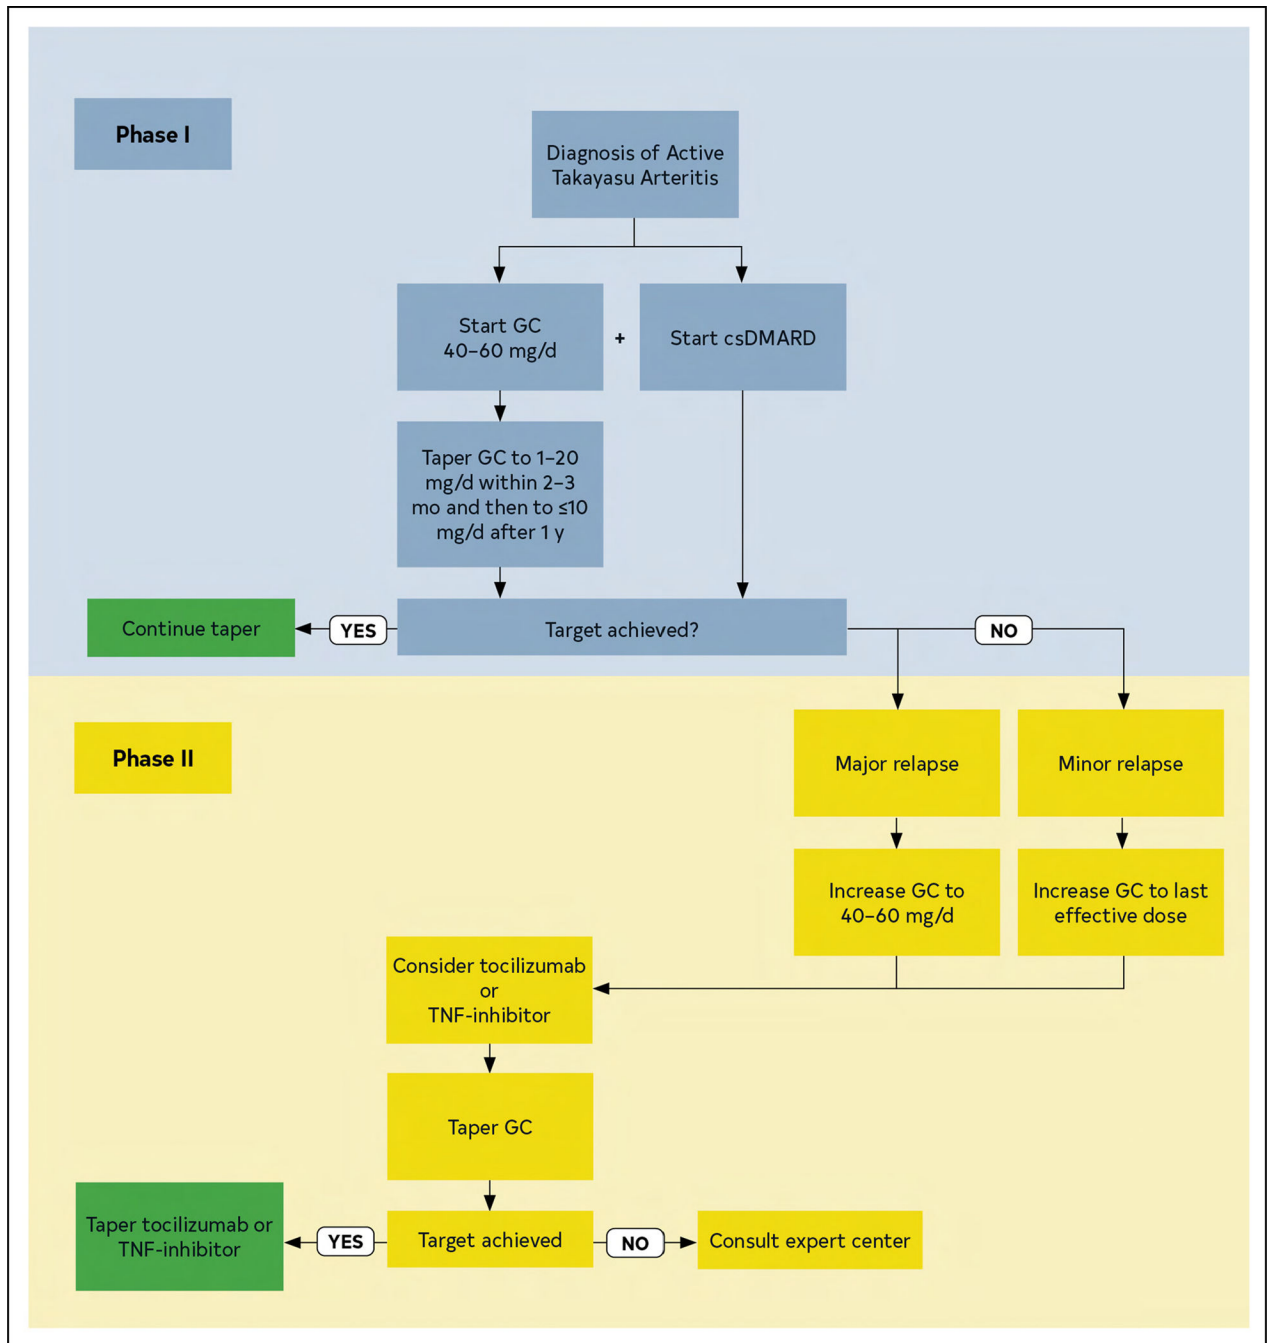 Phase I
Diagnosis of Active
Takayasu Arteritis
Start GC
40–60 mg/d
+
Start csDMARD
Taper GC to 1–20
mg/d within 2–3
mo and then to ≤10
mg/d after 1 y
Continue taper
YES
Target achieved?
NO
Phase II
Major relapse
Minor relapse
Increase GC to
40–60 mg/d
Increase GC to last
effective dose
Consider tocilizumab
or
TNF-inhibitor
Taper GC
Taper tocilizumab or
TNF-inhibitor
YES
Target achieved
NO
Consult expert center